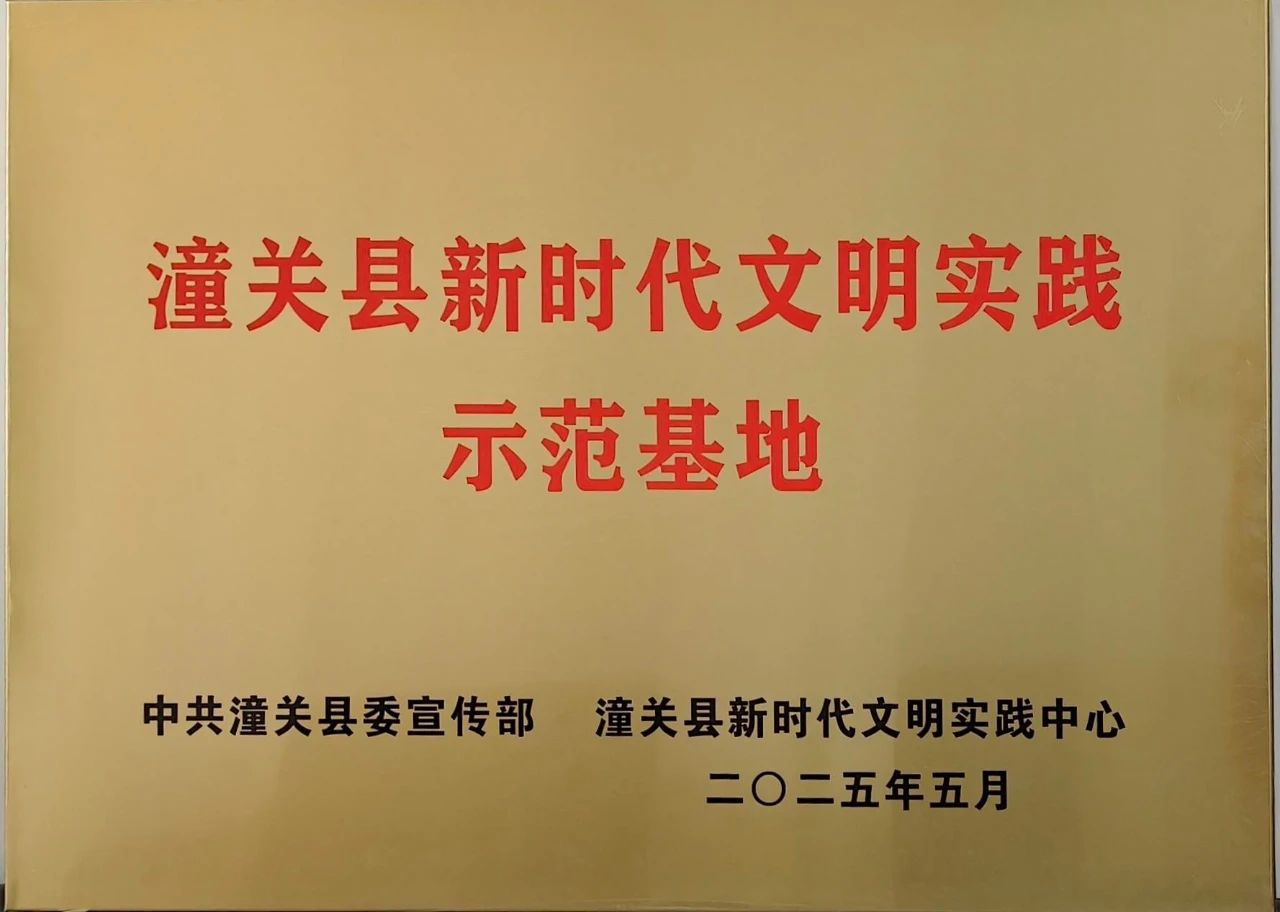 潼关县新时代文明实践
示范基地
中共潼关县委宣传部 潼关县新时代文明实践中心
二〇二五年五月